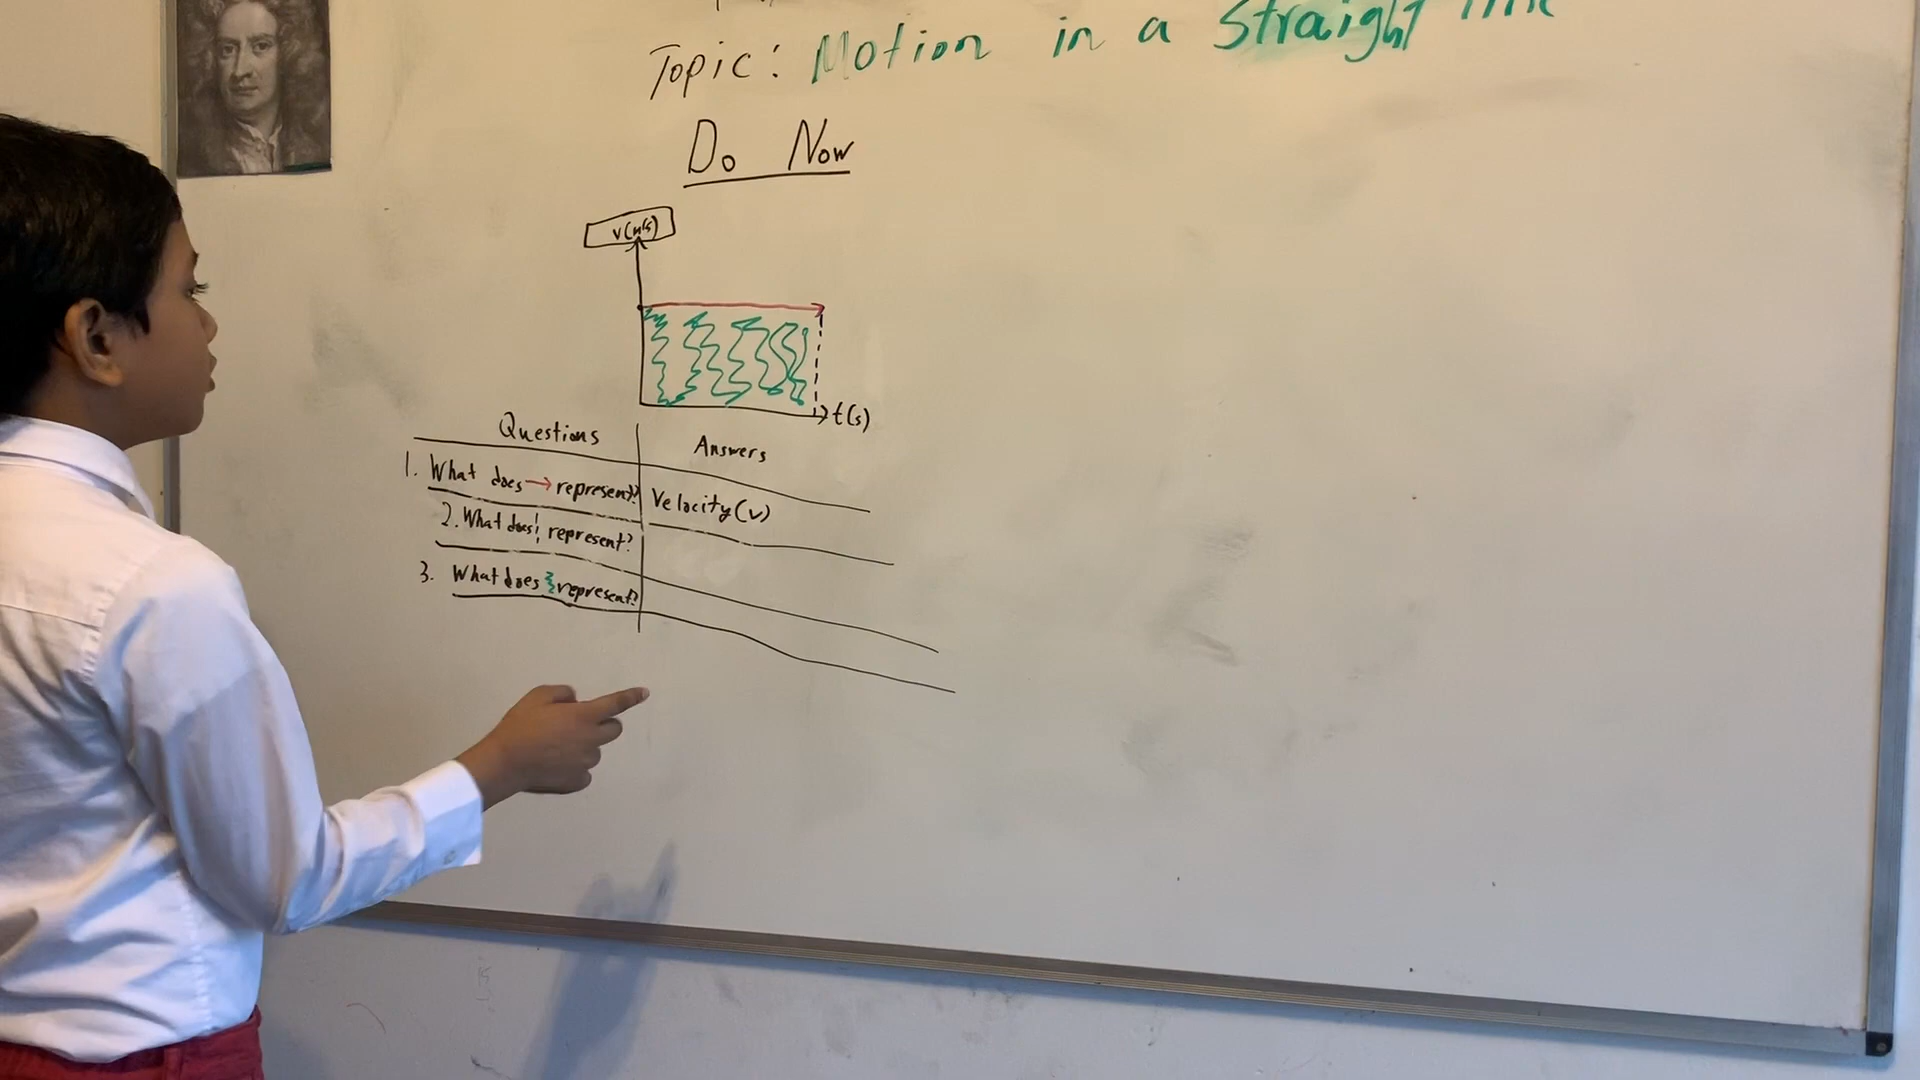 Topic: Motion in a Straight line
Do Now
v(m/s)
t(s)
Questions Answers
1. What does → represent? Velocity (v)
2. What does ¦ represent?
3. What does represent?